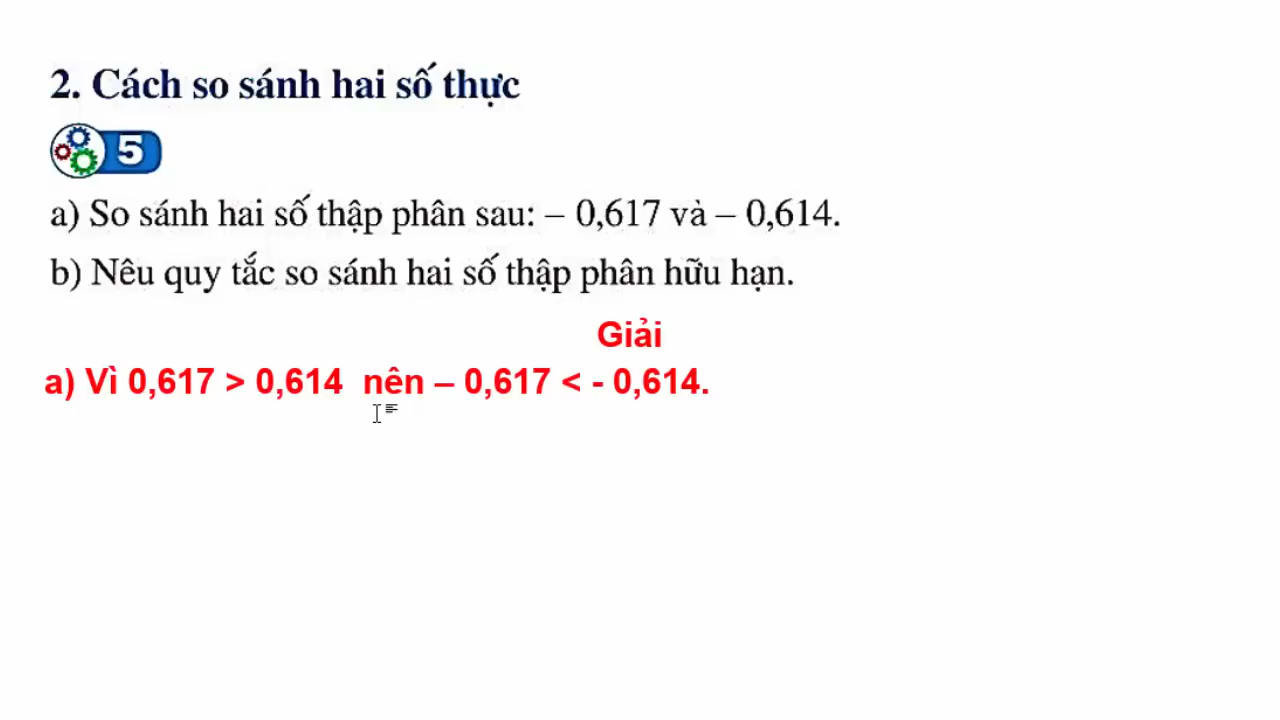 2. Cách so sánh hai số thực
5
a) So sánh hai số thập phân sau: – 0,617 và – 0,614.
b) Nêu quy tắc so sánh hai số thập phân hữu hạn.
Giải
a) Vì 0,617 > 0,614 nên – 0,617 < - 0,614.